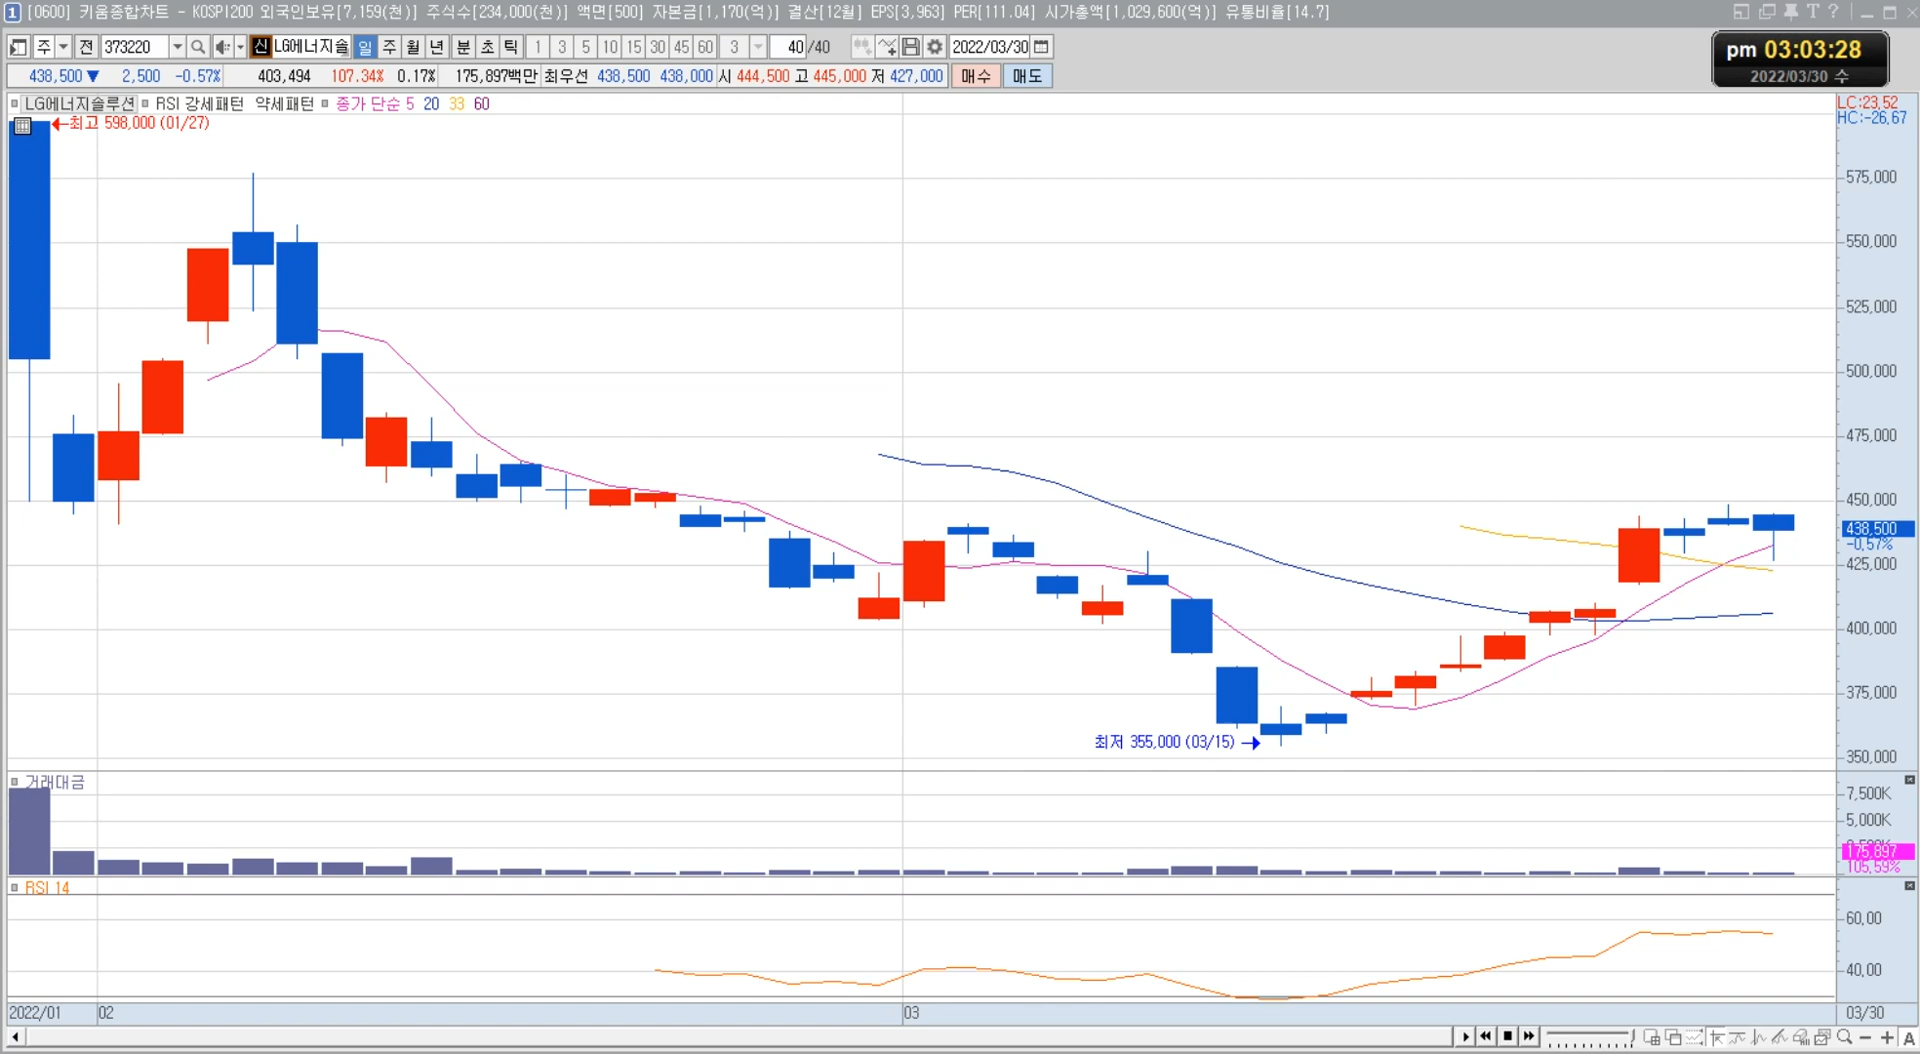 1 [0600] 키움종합차트 - KOSPI200 외국인보유[7,159(천)] 주식수[234,000(천)] 액면[500] 자본금[1,170(억)] 결산[12월] EPS[3,963] PER[111.04] 시가총액[1,029,600(억)] 유통비율[14.7]
주 전 373220 신 LG에너지솔 일 주 월 년 분 초 틱 1 3 5 10 15 30 45 60 3 40 /40 2022/03/30
pm 03:03:28
2022/03/30 수
438,500 ▼ 2,500 -0.57% 403,494 107.34% 0.17% 175,897백만 최우선 438,500 438,000 시 444,500 고 445,000 저 427,000 매수 매도
LG에너지솔루션 RSI 강세패턴 약세패턴 종가 단순 5 20 33 60
LC:23,52
HC:-26,67
최고 598,000 (01/27)
575,000
550,000
525,000
500,000
475,000
450,000
438,500
-0.57%
425,000
400,000
375,000
최저 355,000 (03/15)
350,000
거래대금
7,500K
5,000K
175,897
105,59%
RSI 14
60,00
40,00
2022/01 02 03 03/30
A